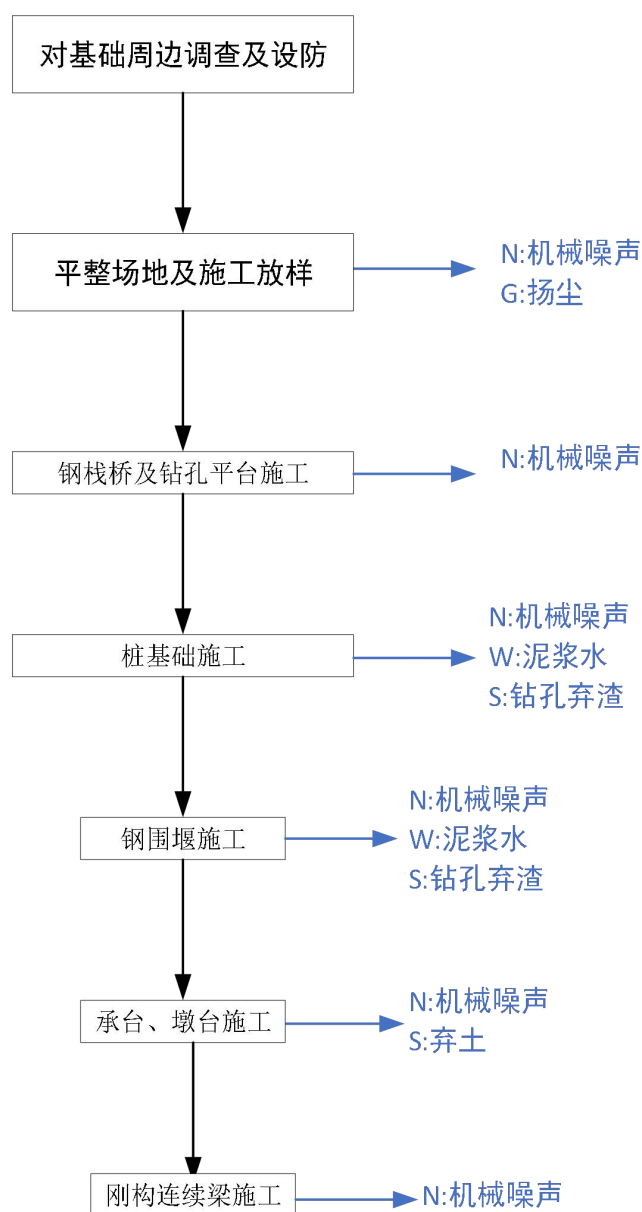 对基础周边调查及设防
平整场地及施工放样
N:机械噪声
G:扬尘
钢栈桥及钻孔平台施工
N:机械噪声
桩基础施工
N:机械噪声
W:泥浆水
S:钻孔弃渣
钢围堰施工
N:机械噪声
W:泥浆水
S:钻孔弃渣
承台、墩台施工
N:机械噪声
S:弃土
刚构连续梁施工
N:机械噪声